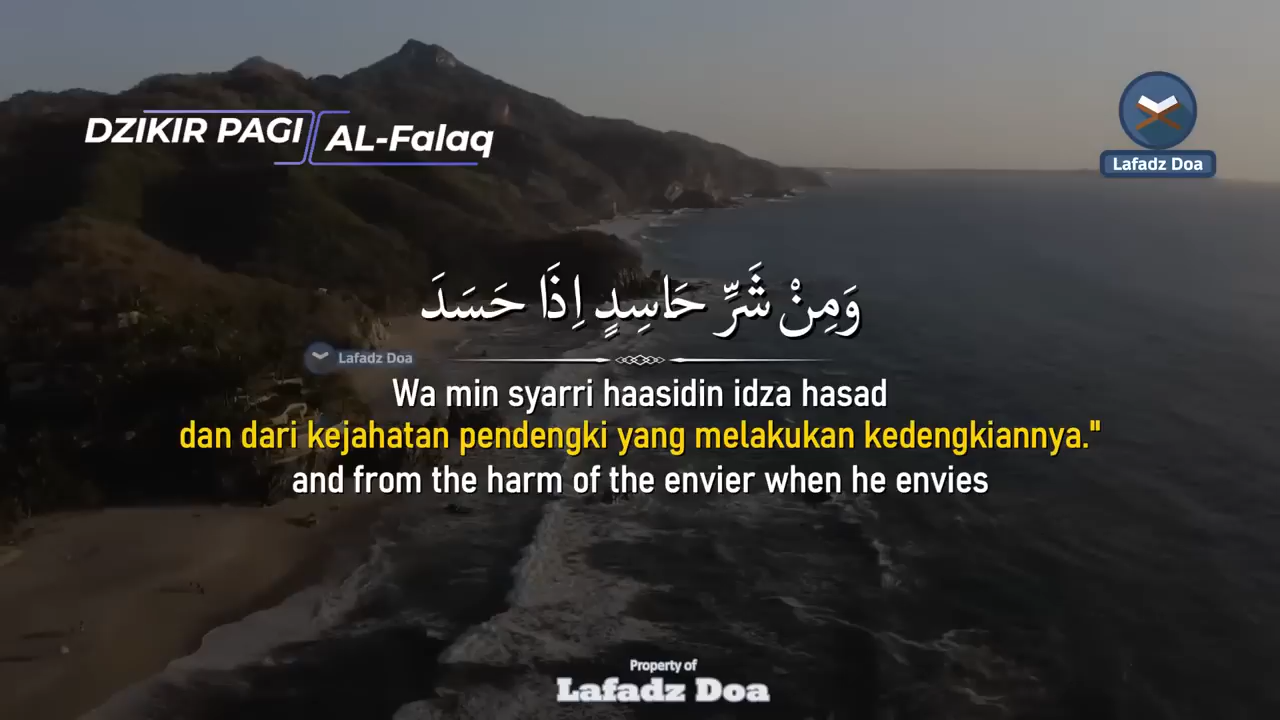 DZIKIR PAGI
AL-Falaq
Lafadz Doa
وَمِنْ شَرِّ حَاسِدٍ اِذَا حَسَدَ
Lafadz Doa
Wa min syarri haasidin idza hasad
dan dari kejahatan pendengki yang melakukan kedengkiannya."
and from the harm of the envier when he envies
Property of
Lafadz Doa